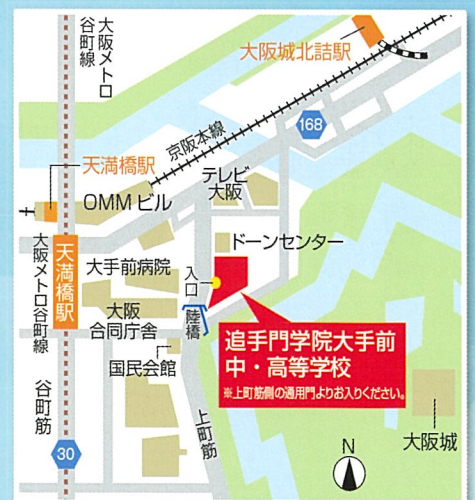 大阪メトロ
谷町線
大阪城北詰駅
168
京阪本線
天満橋駅
テレビ
大阪
OMMビル
ドーンセンター
大阪メトロ谷町線
天満橋駅
大手前病院
入口
大阪
合同庁舎
陸橋
追手門学院大手前
中・高等学校
※上町筋側の通用門よりお入りください。
国民会館
谷町筋
上町筋
大阪城
30
N